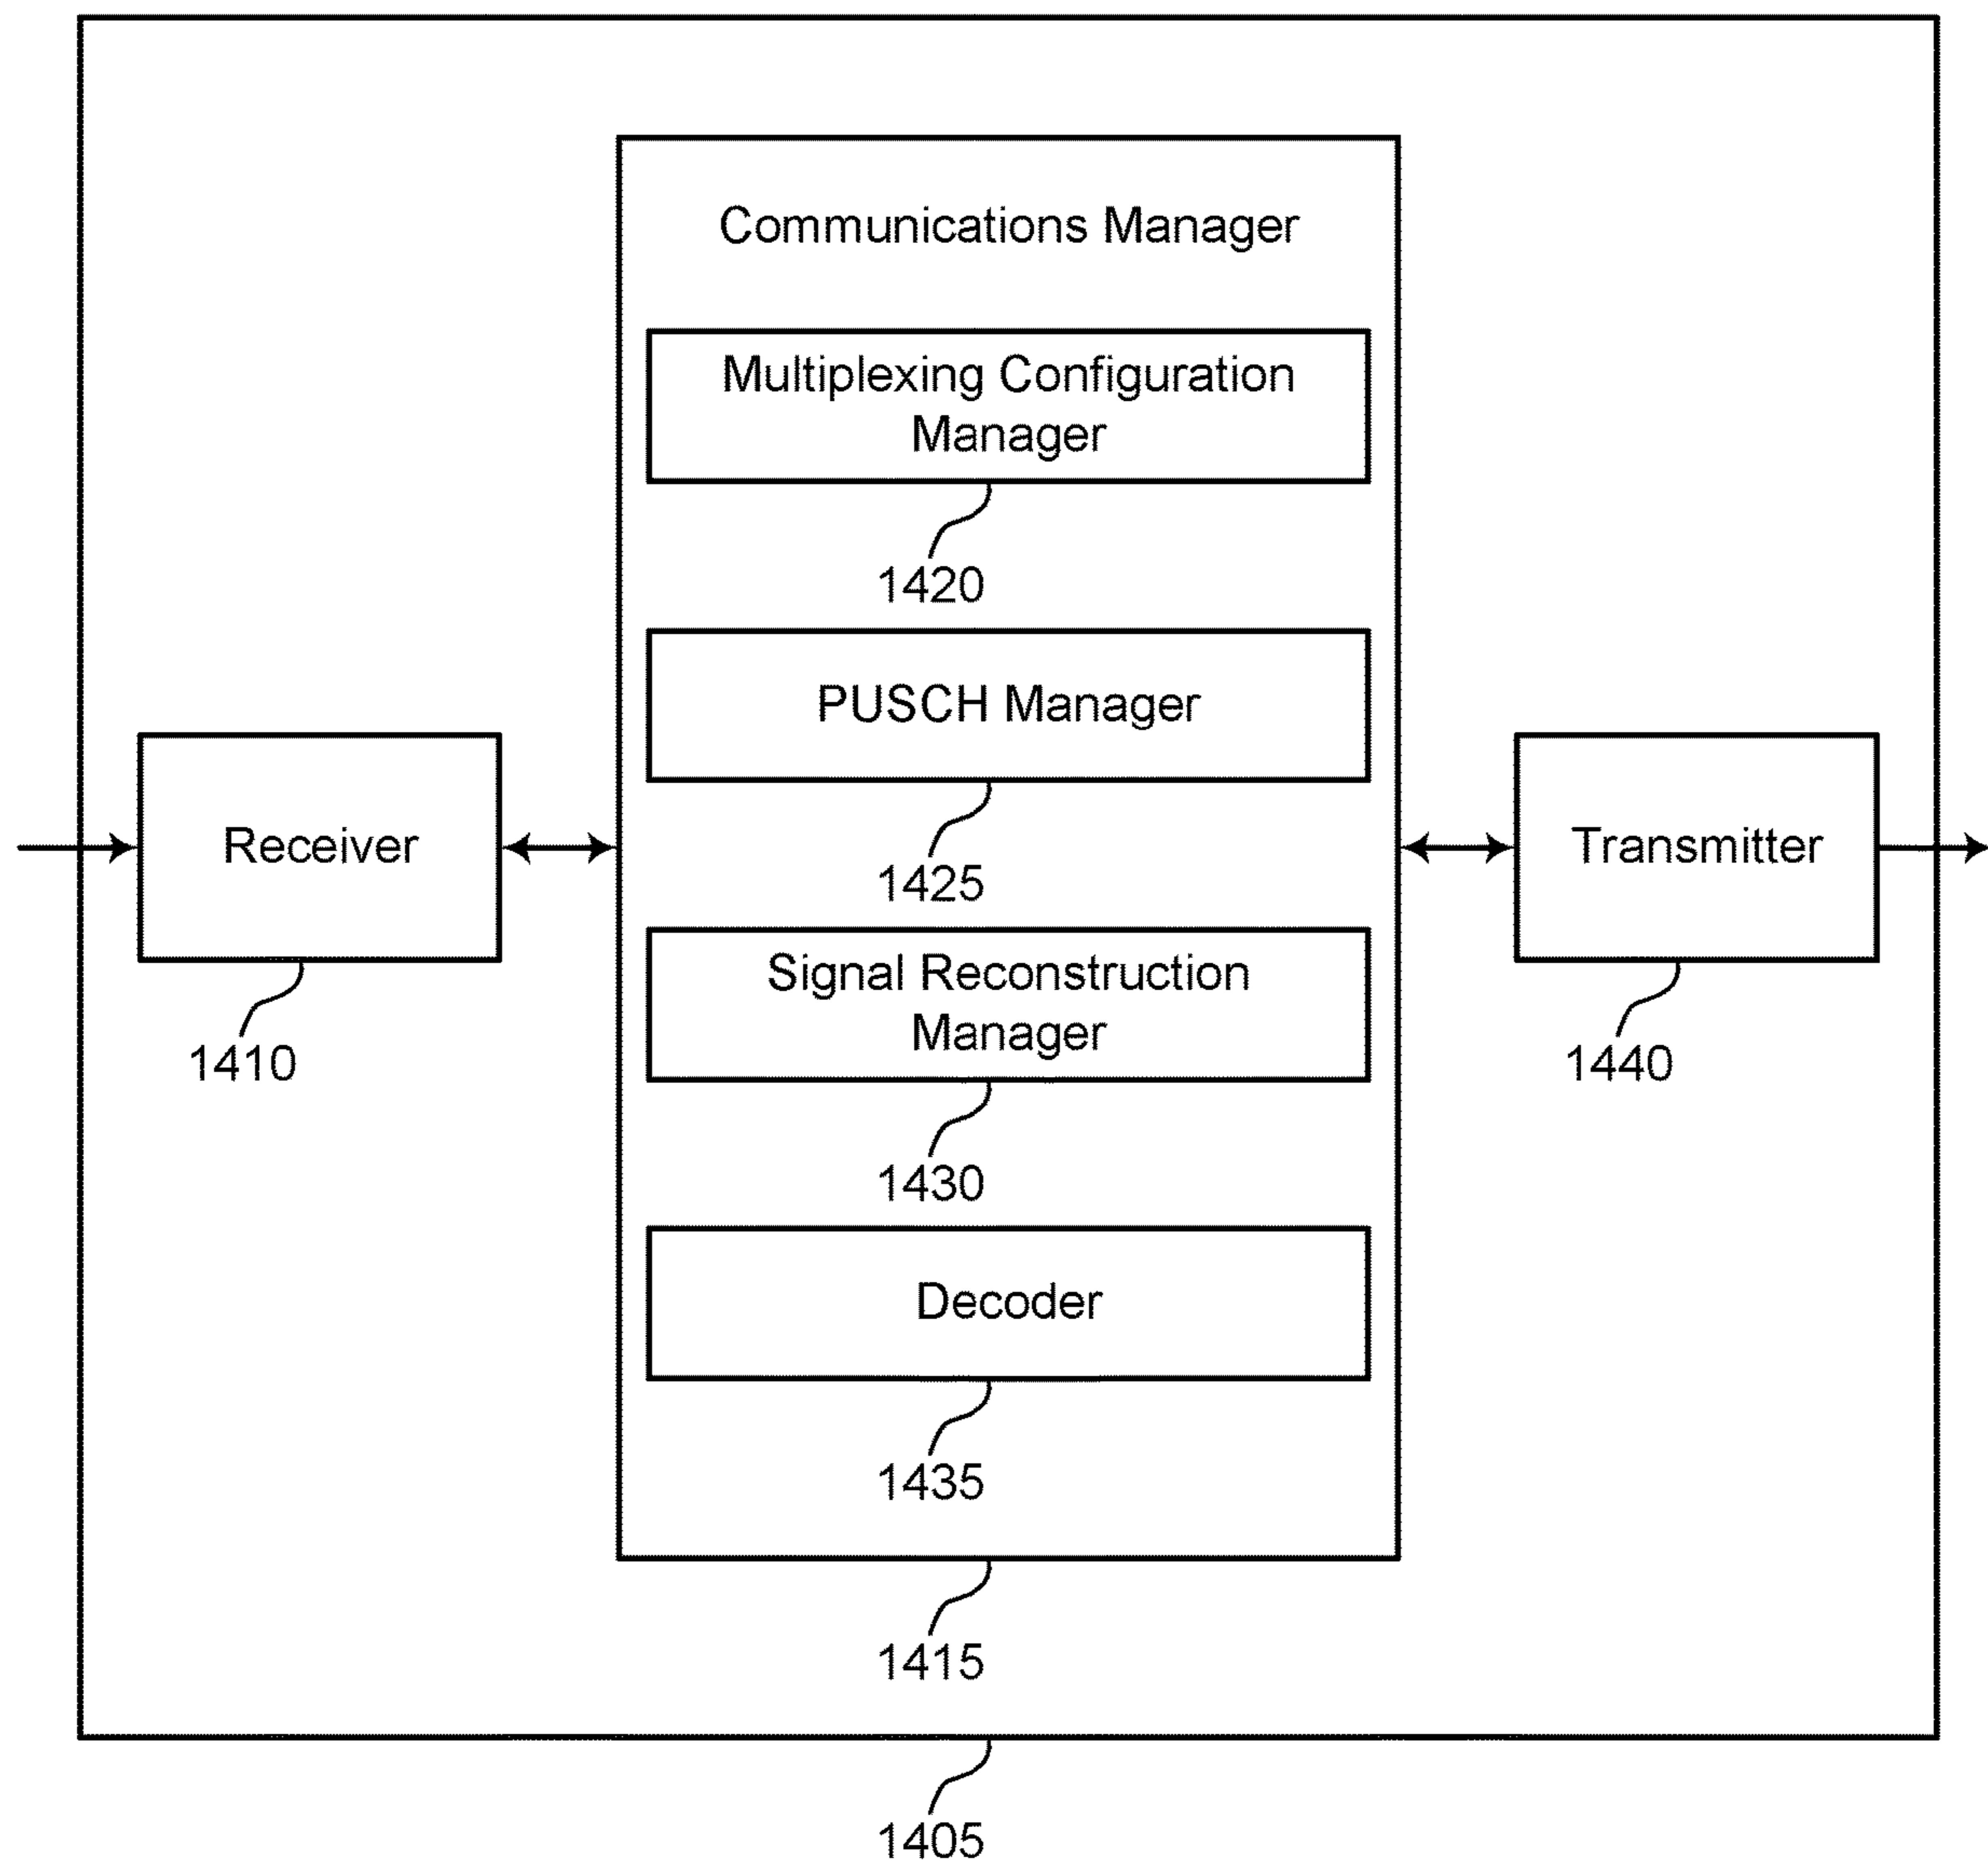 Communications Manager
Multiplexing Configuration
Manager
1420
PUSCH Manager
1425
Receiver
1410
Signal Reconstruction
Manager
1430
Transmitter
1440
Decoder
1435
1415
1405